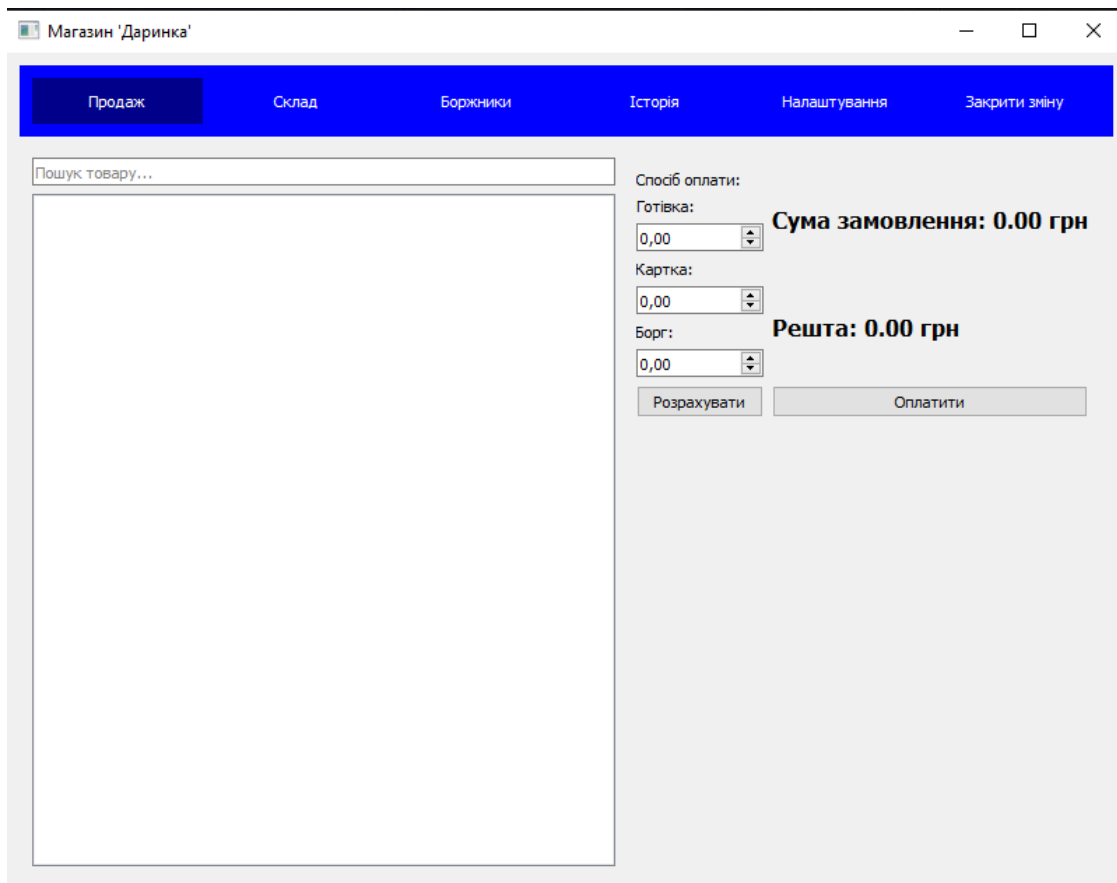 Магазин 'Даринка'
Продаж Склад Боржники Історія Налаштування Закрити зміну
Пошук товару...
Спосіб оплати:
Готівка:
0,00
Картка:
0,00
Борг:
0,00
Розрахувати
Сума замовлення: 0.00 грн
Решта: 0.00 грн
Оплатити